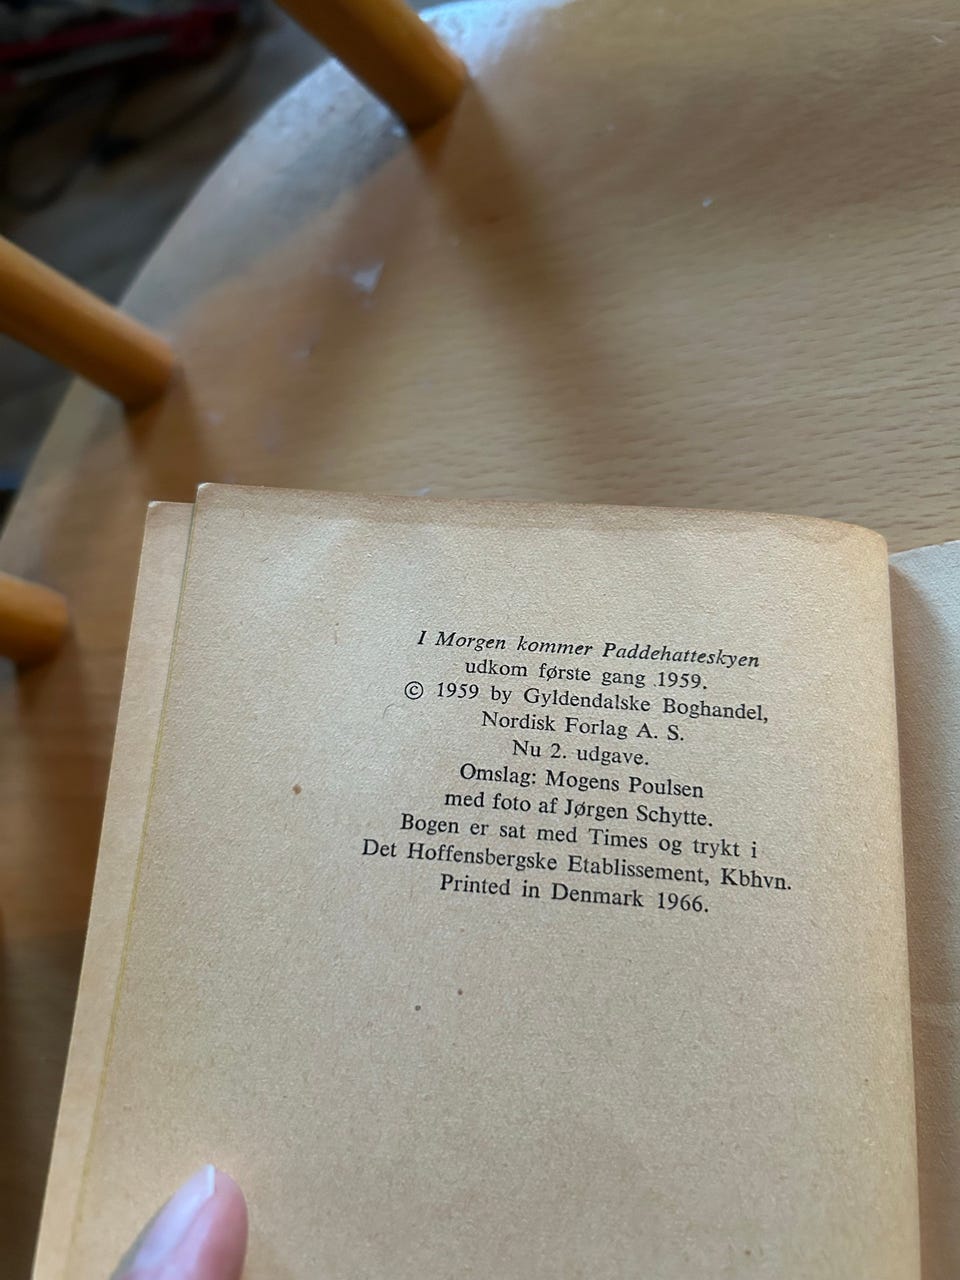 I Morgen kommer Paddehatteskyen
udkom første gang 1959.
© 1959 by Gyldendalske Boghandel,
Nordisk Forlag A. S.
Nu 2. udgave.
Omslag: Mogens Poulsen
med foto af Jørgen Schytte.
Bogen er sat med Times og trykt i
Det Hoffensbergske Etablissement, Kbhvn.
Printed in Denmark 1966.